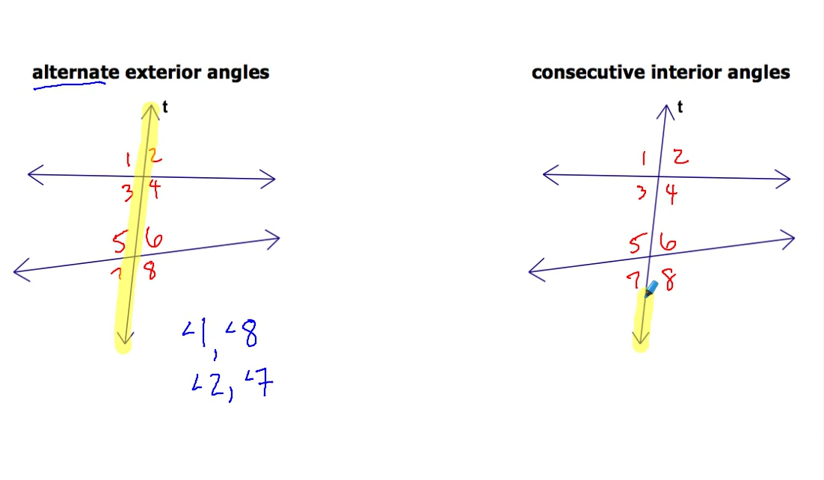 alternate exterior angles
t
1 2
3 4
5 6
7 8
∠1, ∠8
∠2, ∠7
consecutive interior angles
t
1 2
3 4
5 6
7 8